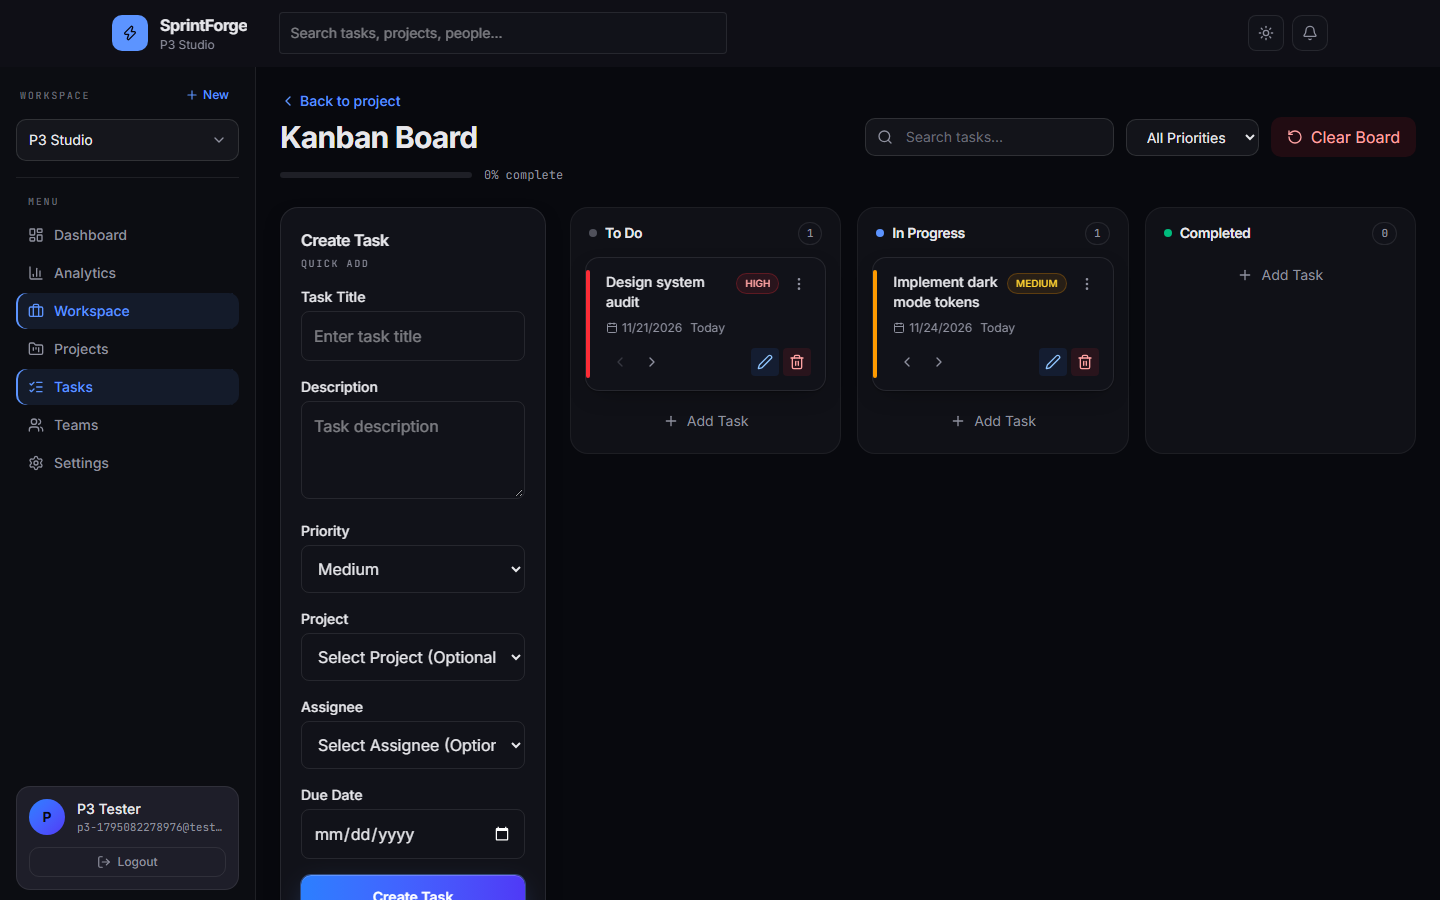 SprintForge
P3 Studio
Search tasks, projects, people...
WORKSPACE
New
P3 Studio
MENU
Dashboard
Analytics
Workspace
Projects
Tasks
Teams
Settings
P
P3 Tester
p3-1795082278976@test...
Logout
Back to project
Kanban Board
0% complete
Search tasks...
All Priorities
Clear Board
Create Task
QUICK ADD
Task Title
Enter task title
Description
Task description
Priority
Medium
Project
Select Project (Optional
Assignee
Select Assignee (Option
Due Date
mm/dd/yyyy
Create Task
To Do
1
Design system
audit
HIGH
11/21/2026 Today
Add Task
In Progress
1
Implement dark
mode tokens
MEDIUM
11/24/2026 Today
Add Task
Completed
0
Add Task